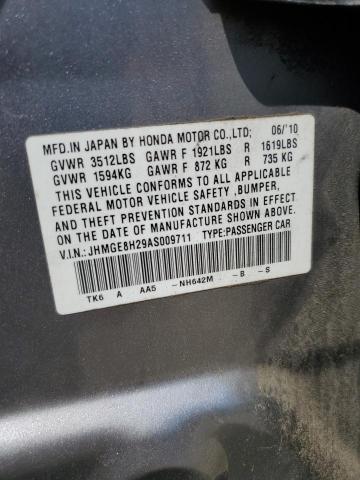 MFD.IN JAPAN BY HONDA MOTOR CO.,LTD; 06/'10
GVWR 3512LBS GAWR F 1921LBS R 1619LBS
GVWR 1594KG GAWR F 872 KG R 735 KG
THIS VEHICLE CONFORMS TO ALL APPLICABLE
FEDERAL MOTOR VEHICLE SAFETY ,BUMPER,
AND THEFT PREVENTION STANDARDS IN EFFECT
ON THE DATE OF MANUFACTURE SHOWN ABOVE.
V.I.N.: JHMGE8H29AS009711 TYPE:PASSENGER CAR
TK6 A AA5 -NH642M -B -S